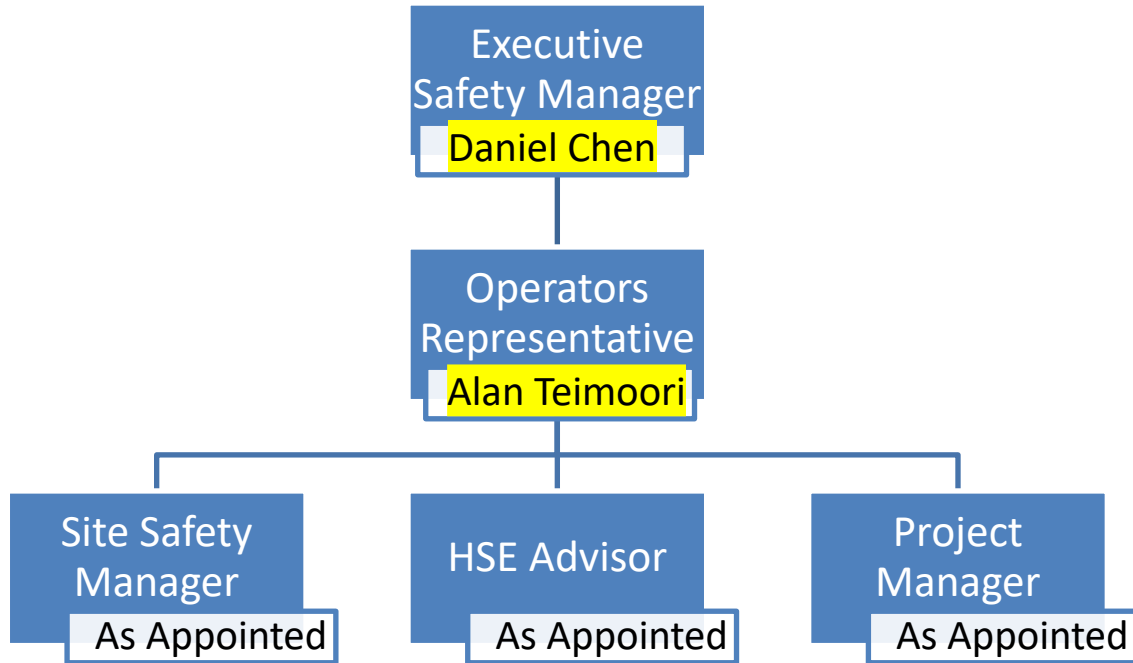 Executive
Safety Manager
Daniel Chen
Operators
Representative
Alan Teimoori
Site Safety
Manager
As Appointed
HSE Advisor
As Appointed
Project
Manager
As Appointed